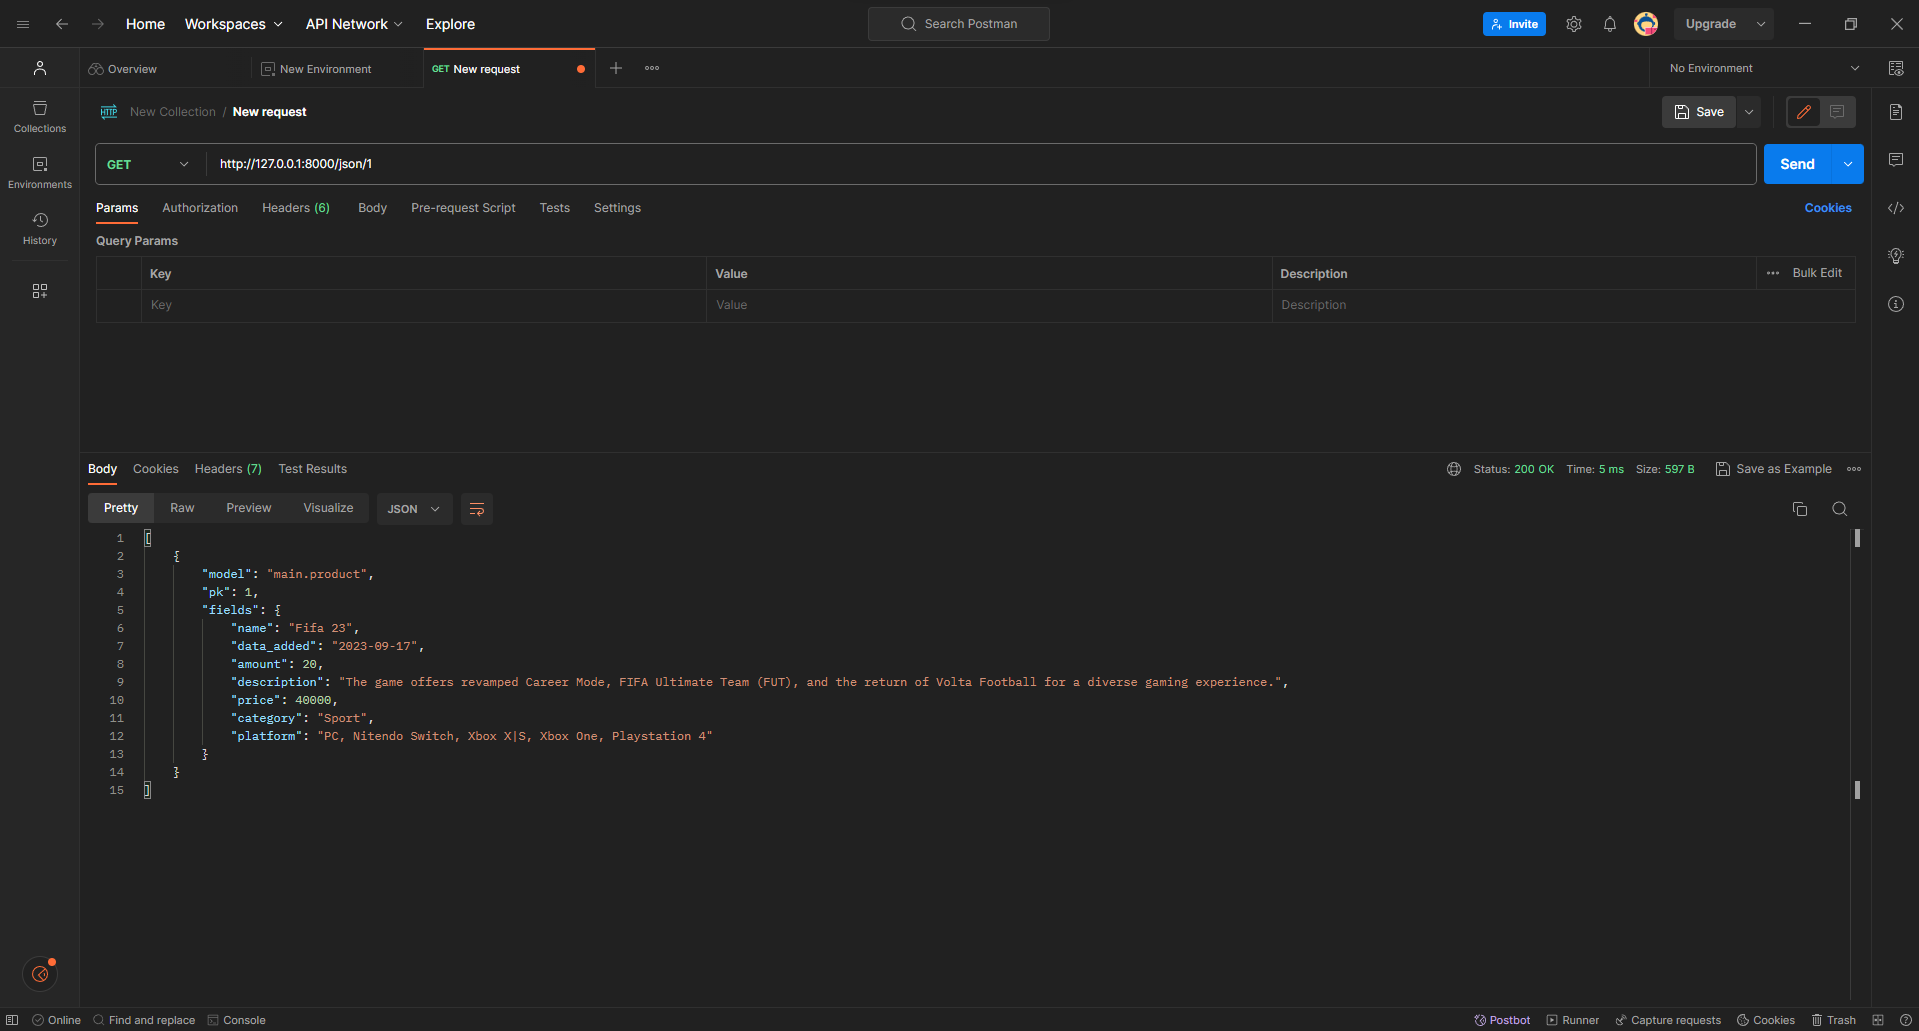 Home Workspaces API Network Explore Search Postman Invite Upgrade
Overview New Environment GET New request No Environment
HTTP New Collection / New request Save
Collections
Environments
History
GET http://127.0.0.1:8000/json/1 Send
Params Authorization Headers (6) Body Pre-request Script Tests Settings Cookies
Query Params
Key Value Description Bulk Edit
Key Value Description
Body Cookies Headers (7) Test Results Status: 200 OK Time: 5 ms Size: 597 B Save as Example
Pretty Raw Preview Visualize JSON
1 [
2 {
3 "model": "main.product",
4 "pk": 1,
5 "fields": {
6 "name": "Fifa 23",
7 "data_added": "2023-09-17",
8 "amount": 20,
9 "description": "The game offers revamped Career Mode, FIFA Ultimate Team (FUT), and the return of Volta Football for a diverse gaming experience.",
10 "price": 40000,
11 "category": "Sport",
12 "platform": "PC, Nitendo Switch, Xbox X|S, Xbox One, Playstation 4"
13 }
14 }
15 ]
Online Find and replace Console Postbot Runner Capture requests Cookies Trash